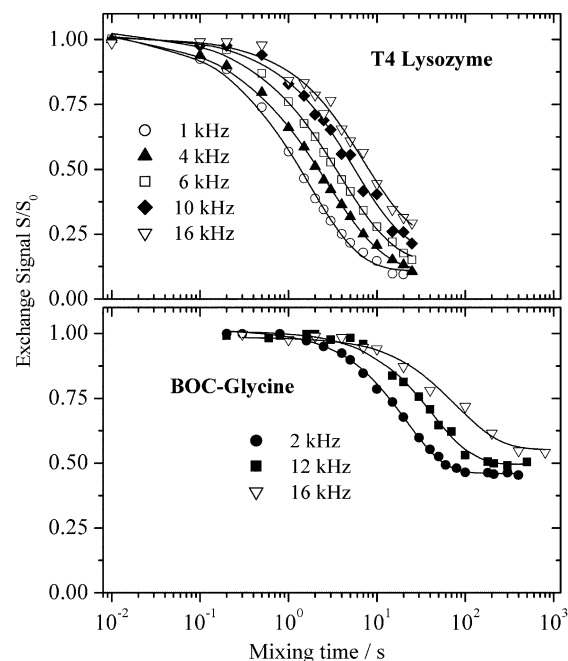 1.00
T4 Lysozyme
0.75
1 kHz
4 kHz
0.50
6 kHz
10 kHz
0.25
16 kHz
0.00
Exchange Signal S/S0
1.00
BOC-Glycine
0.75
2 kHz
0.50
12 kHz
16 kHz
0.25
0.00
10-2 10-1 100 101 102 103
Mixing time / s